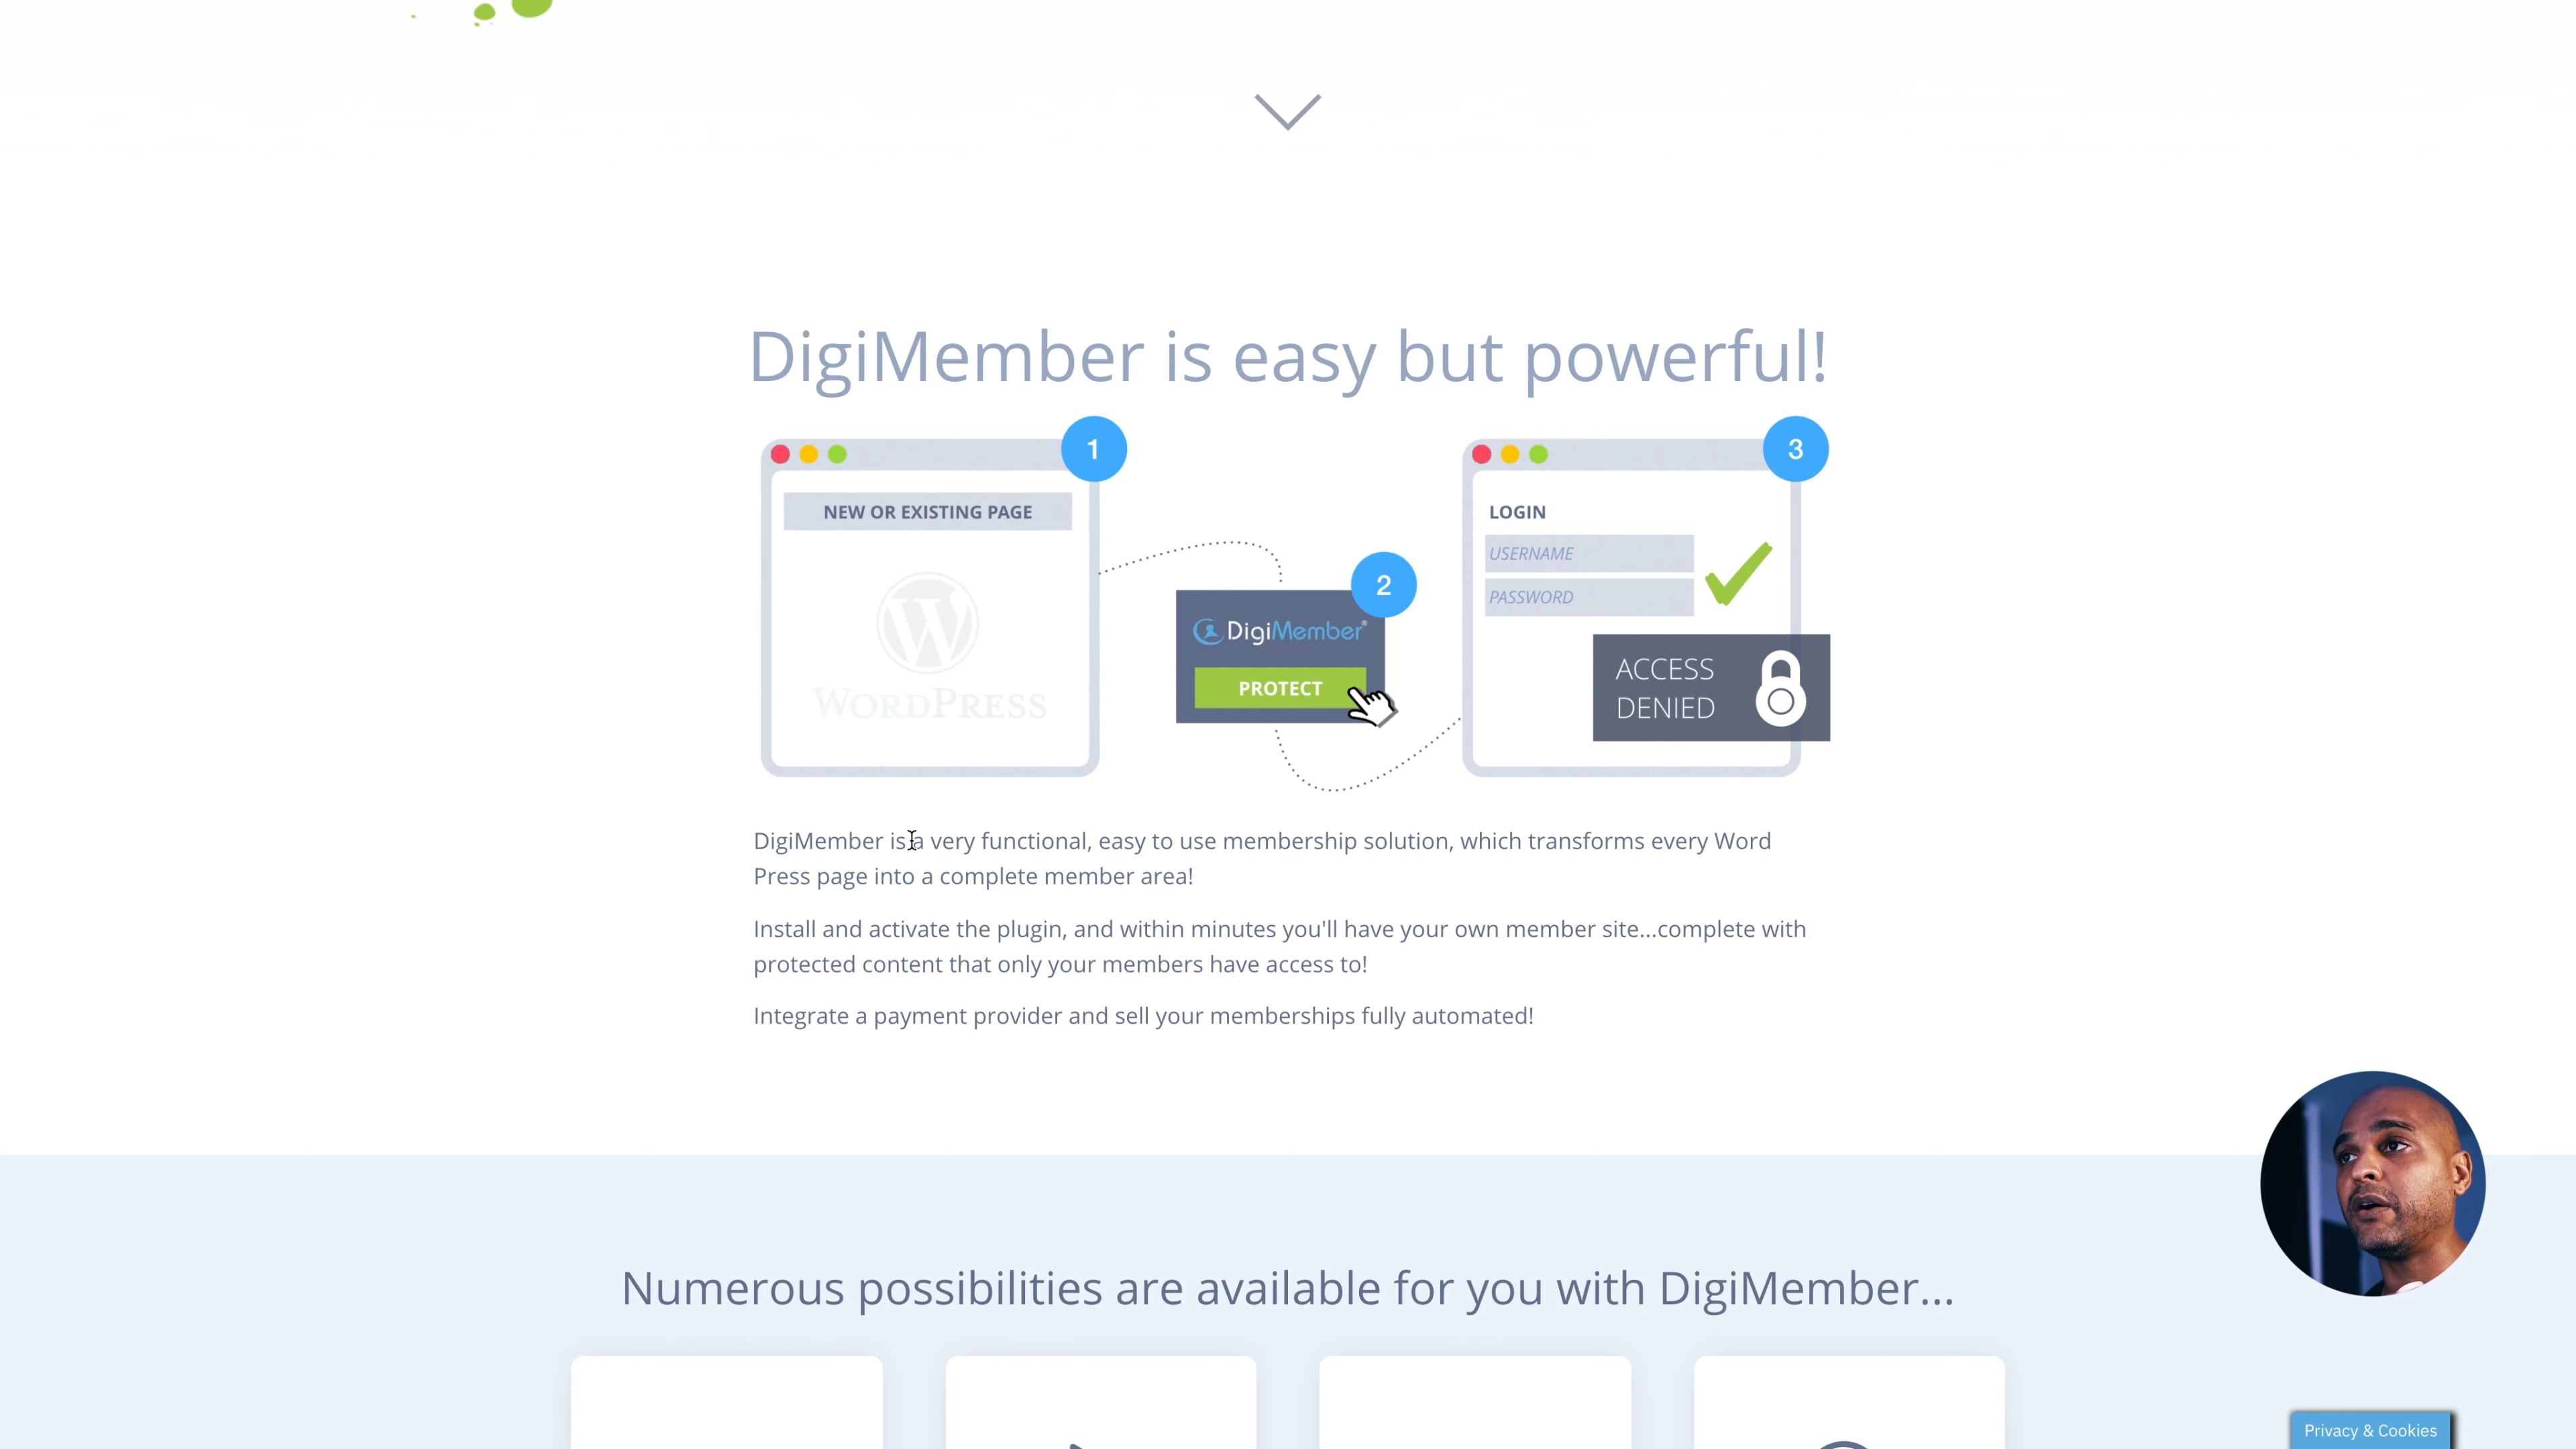 DigiMember is easy but powerful!
1
NEW OR EXISTING PAGE
WORDPRESS
2
DigiMember®
PROTECT
3
LOGIN
USERNAME
PASSWORD
ACCESS
DENIED
DigiMember is a very functional, easy to use membership solution, which transforms every Word
Press page into a complete member area!
Install and activate the plugin, and within minutes you'll have your own member site...complete with
protected content that only your members have access to!
Integrate a payment provider and sell your memberships fully automated!
Numerous possibilities are available for you with DigiMember...
Privacy & Cookies